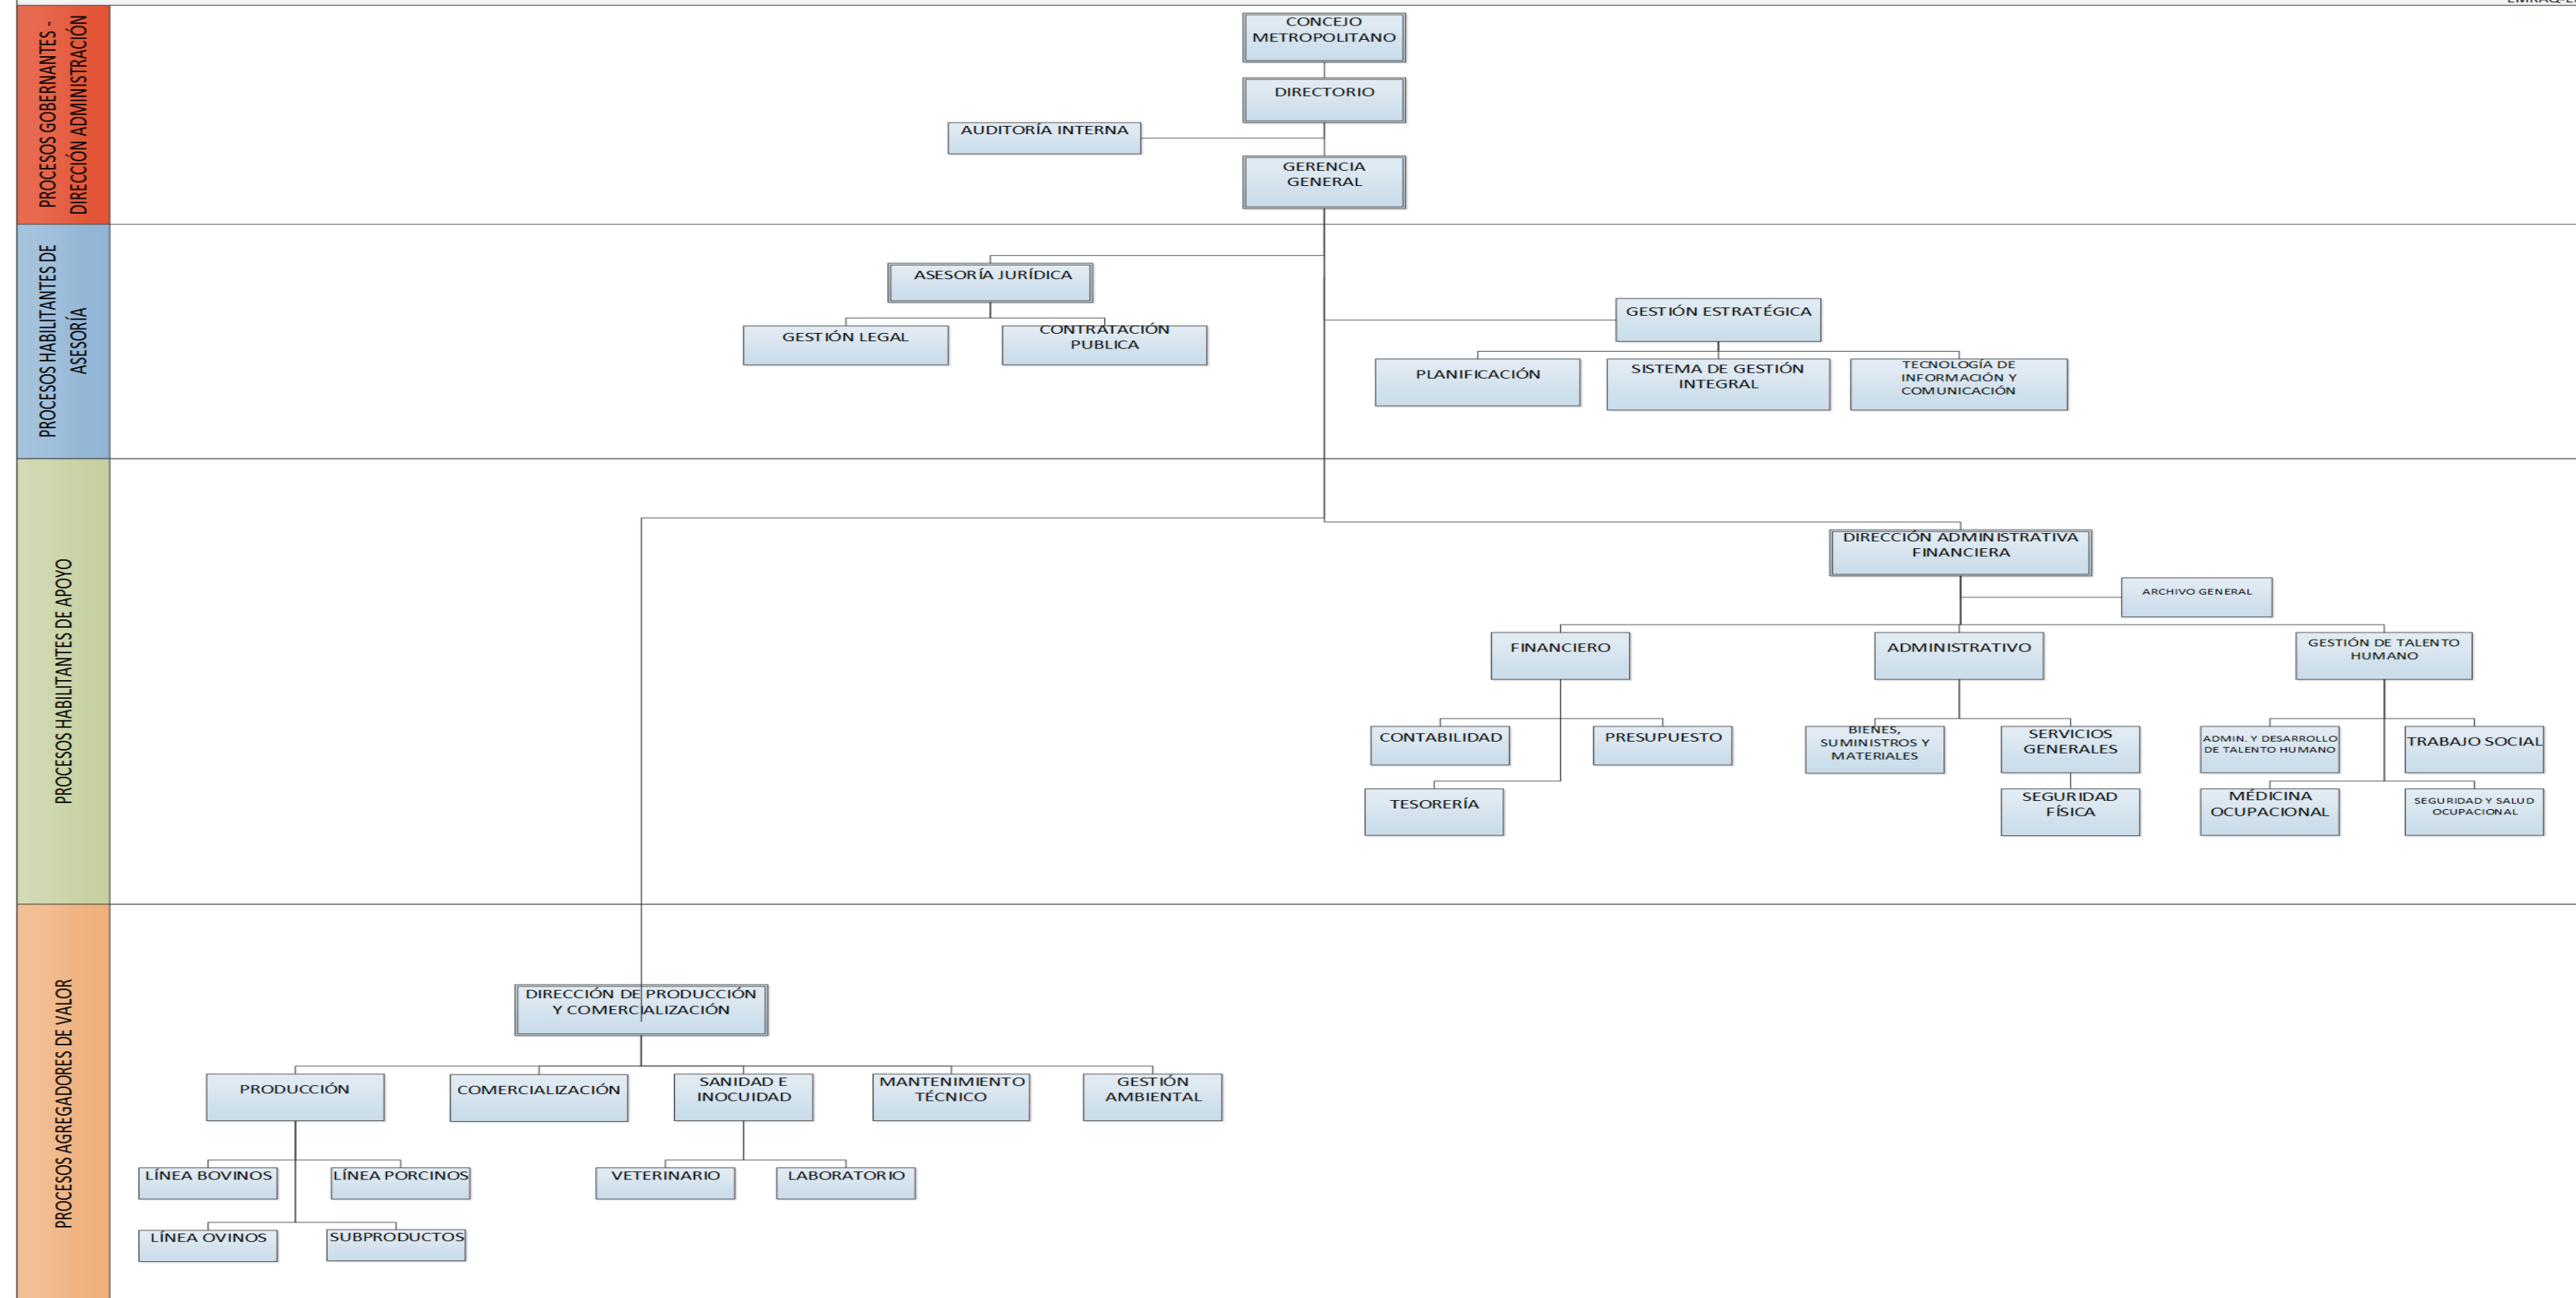 PROCESOS GOBERNANTES -
DIRECCIÓN ADMINISTRACIÓN
CONCEJO
METROPOLITANO
DIRECTORIO
AUDITORÍA INTERNA
GERENCIA
GENERAL
PROCESOS HABILITANTES DE
ASESORÍA
ASESORÍA JURÍDICA
GESTIÓN LEGAL
CONTRATACIÓN
PUBLICA
GESTIÓN ESTRATÉGICA
PLANIFICACIÓN
SISTEMA DE GESTIÓN
INTEGRAL
TECNOLOGÍA DE
INFORMACIÓN Y
COMUNICACIÓN
PROCESOS HABILITANTES DE APOYO
DIRECCIÓN ADMINISTRATIVA
FINANCIERA
ARCHIVO GENERAL
FINANCIERO
ADMINISTRATIVO
GESTIÓN DE TALENTO
HUMANO
CONTABILIDAD
PRESUPUESTO
BIENES,
SUMINISTROS Y
MATERIALES
SERVICIOS
GENERALES
ADMIN. Y DESARROLLO
DE TALENTO HUMANO
TRABAJO SOCIAL
TESORERÍA
SEGURIDAD
FÍSICA
MÉDICINA
OCUPACIONAL
SEGURIDAD Y SALUD
OCUPACIONAL
PROCESOS AGREGADORES DE VALOR
DIRECCIÓN DE PRODUCCIÓN
Y COMERCIALIZACIÓN
PRODUCCIÓN
COMERCIALIZACIÓN
SANIDAD E
INOCUIDAD
MANTENIMIENTO
TÉCNICO
GESTIÓN
AMBIENTAL
LÍNEA BOVINOS
LÍNEA PORCINOS
VETERINARIO
LABORATORIO
LÍNEA OVINOS
SUBPRODUCTOS